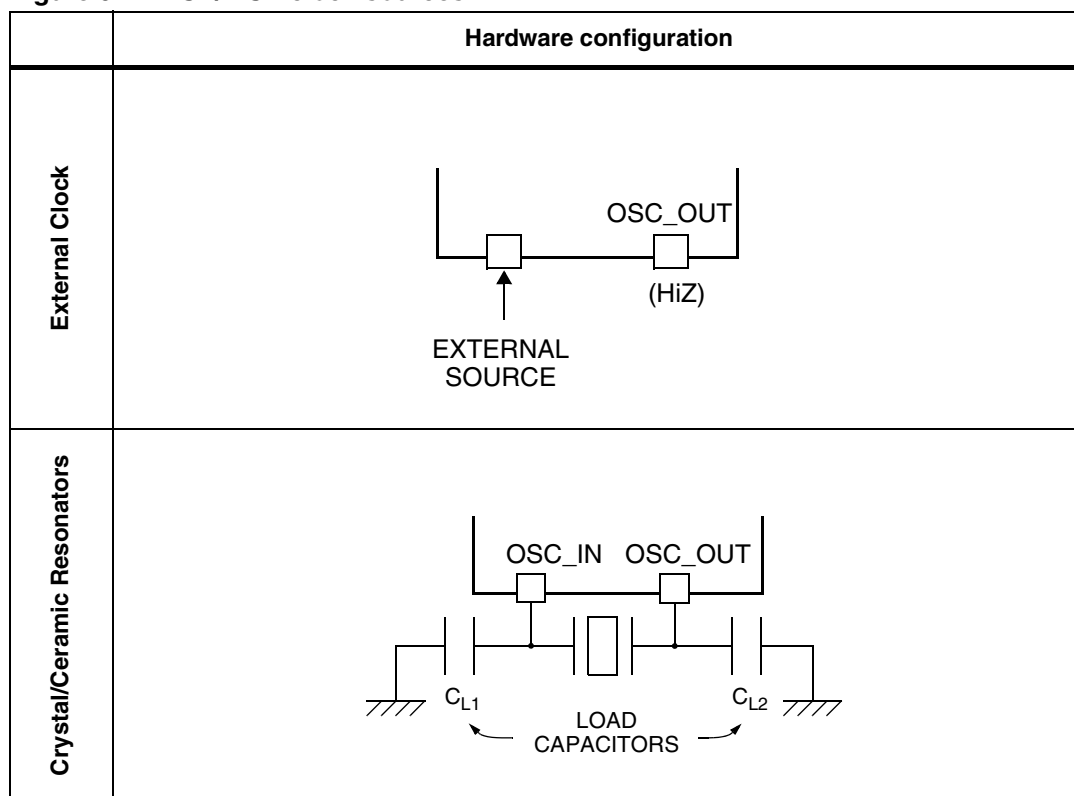 Hardware configuration
External Clock
OSC_OUT
(HiZ)
EXTERNAL
SOURCE
Crystal/Ceramic Resonators
OSC_IN OSC_OUT
CL1 CL2
LOAD
CAPACITORS